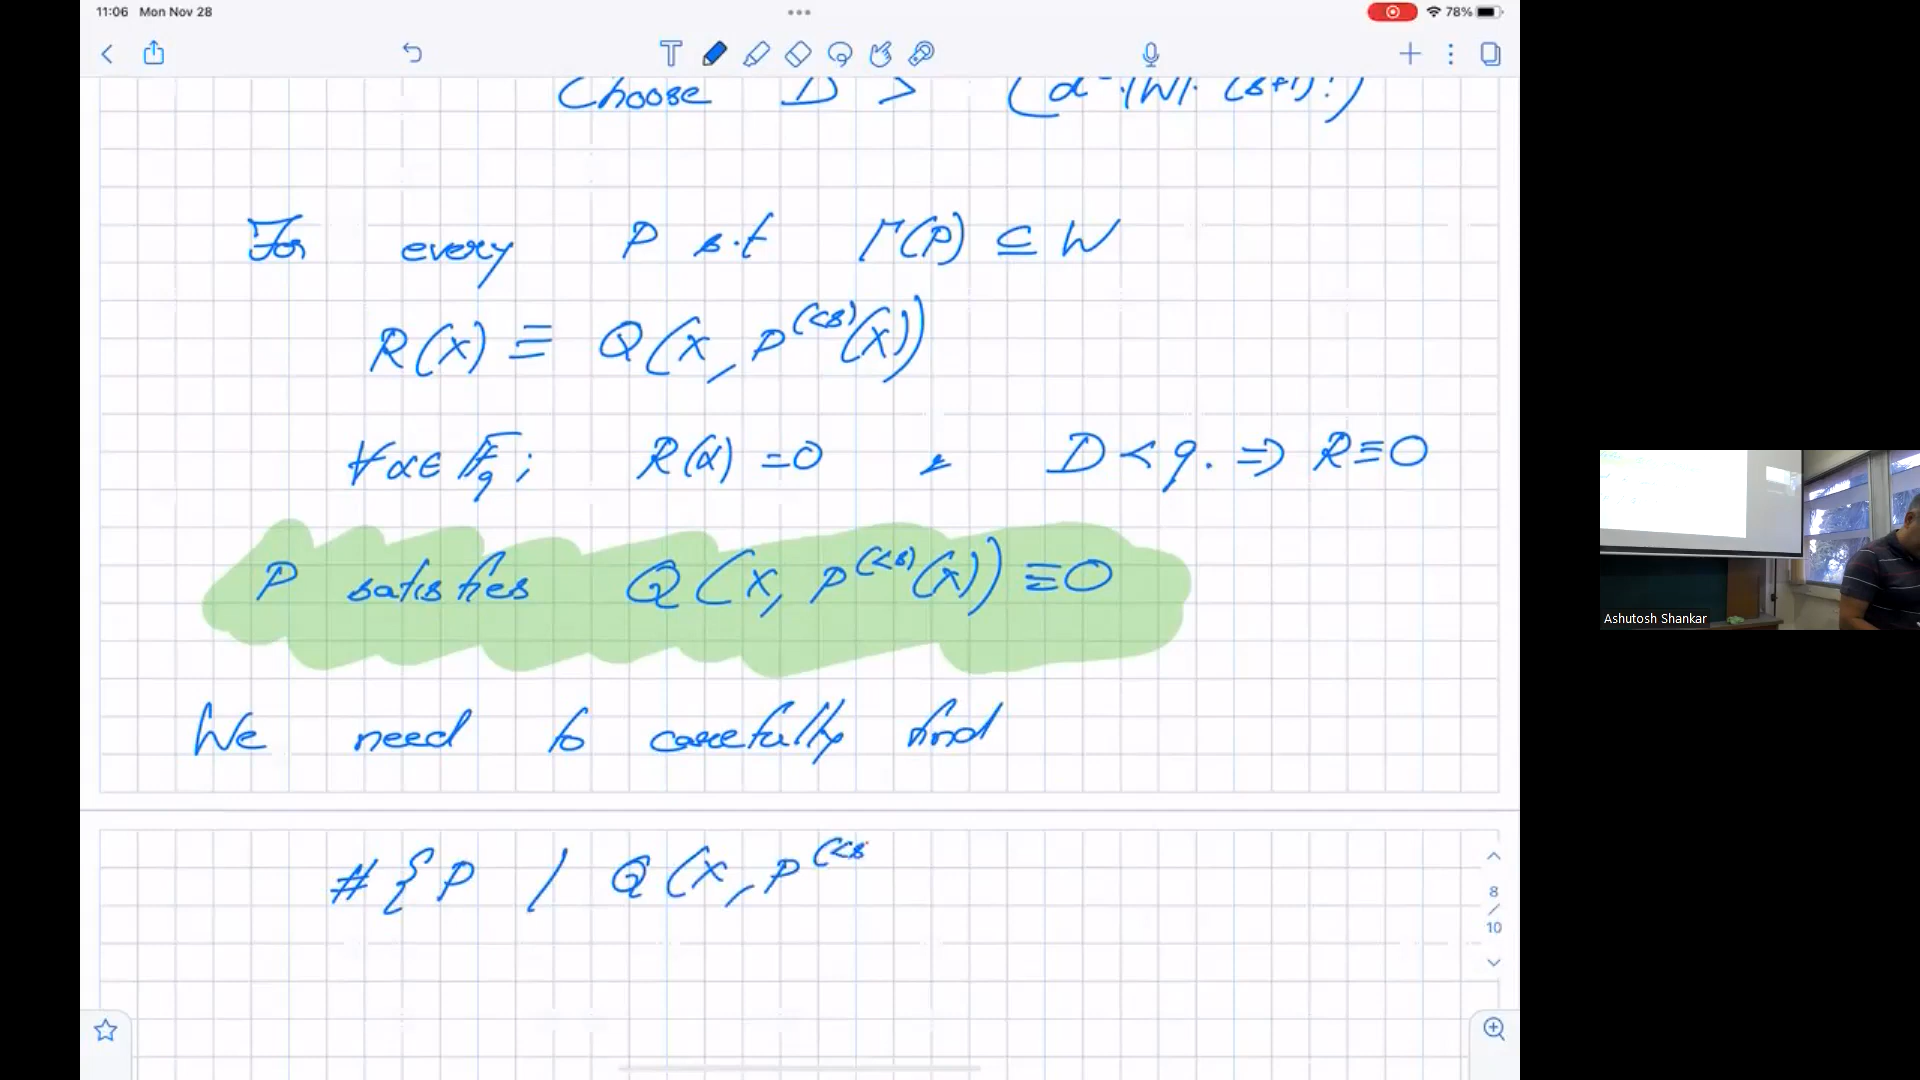 11:06 Mon Nov 28
78%
Choose D > (d ·|W|· (s+1)!)
For every P s.t Γ(P) ⊆ W
R(X) ≡ Q(X, P^(<s)(X))
∀α∈F_q; R(α) =0 & D<q. ⇒ R≡0
P satisfies Q(X, P^(<s)(X)) ≡0
We need to carefully find
#{P / Q(X, P^(<s
8
/
10
Ashutosh Shankar